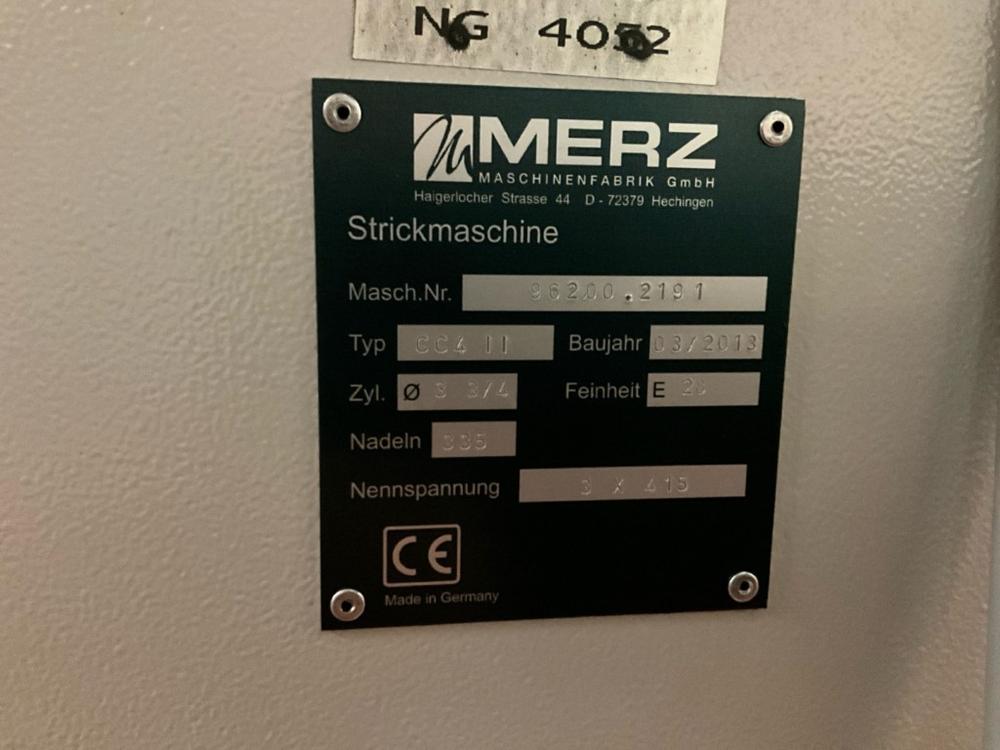 NG 4052
MERZ
MASCHINENFABRIK GmbH
Haigerlocher Strasse 44 D-72379 Hechingen
Strickmaschine
Masch.Nr. 96200.2191
Typ CC4 II Baujahr 03/2013
Zyl. Ø 3 3/4 Feinheit E
Nadeln 335
Nennspannung 3 X 415
CE
Made in Germany